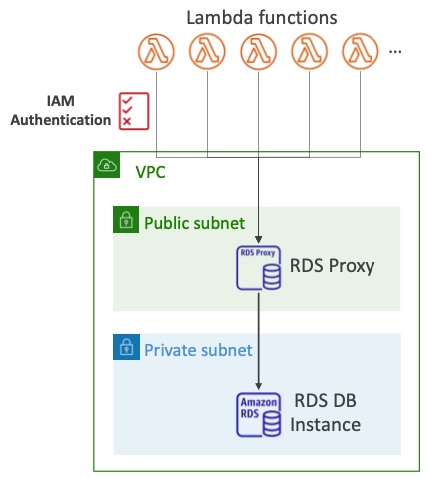 Lambda functions
...
IAM
Authentication
VPC
Public subnet
RDS Proxy
RDS Proxy
Private subnet
Amazon
RDS
RDS DB
Instance